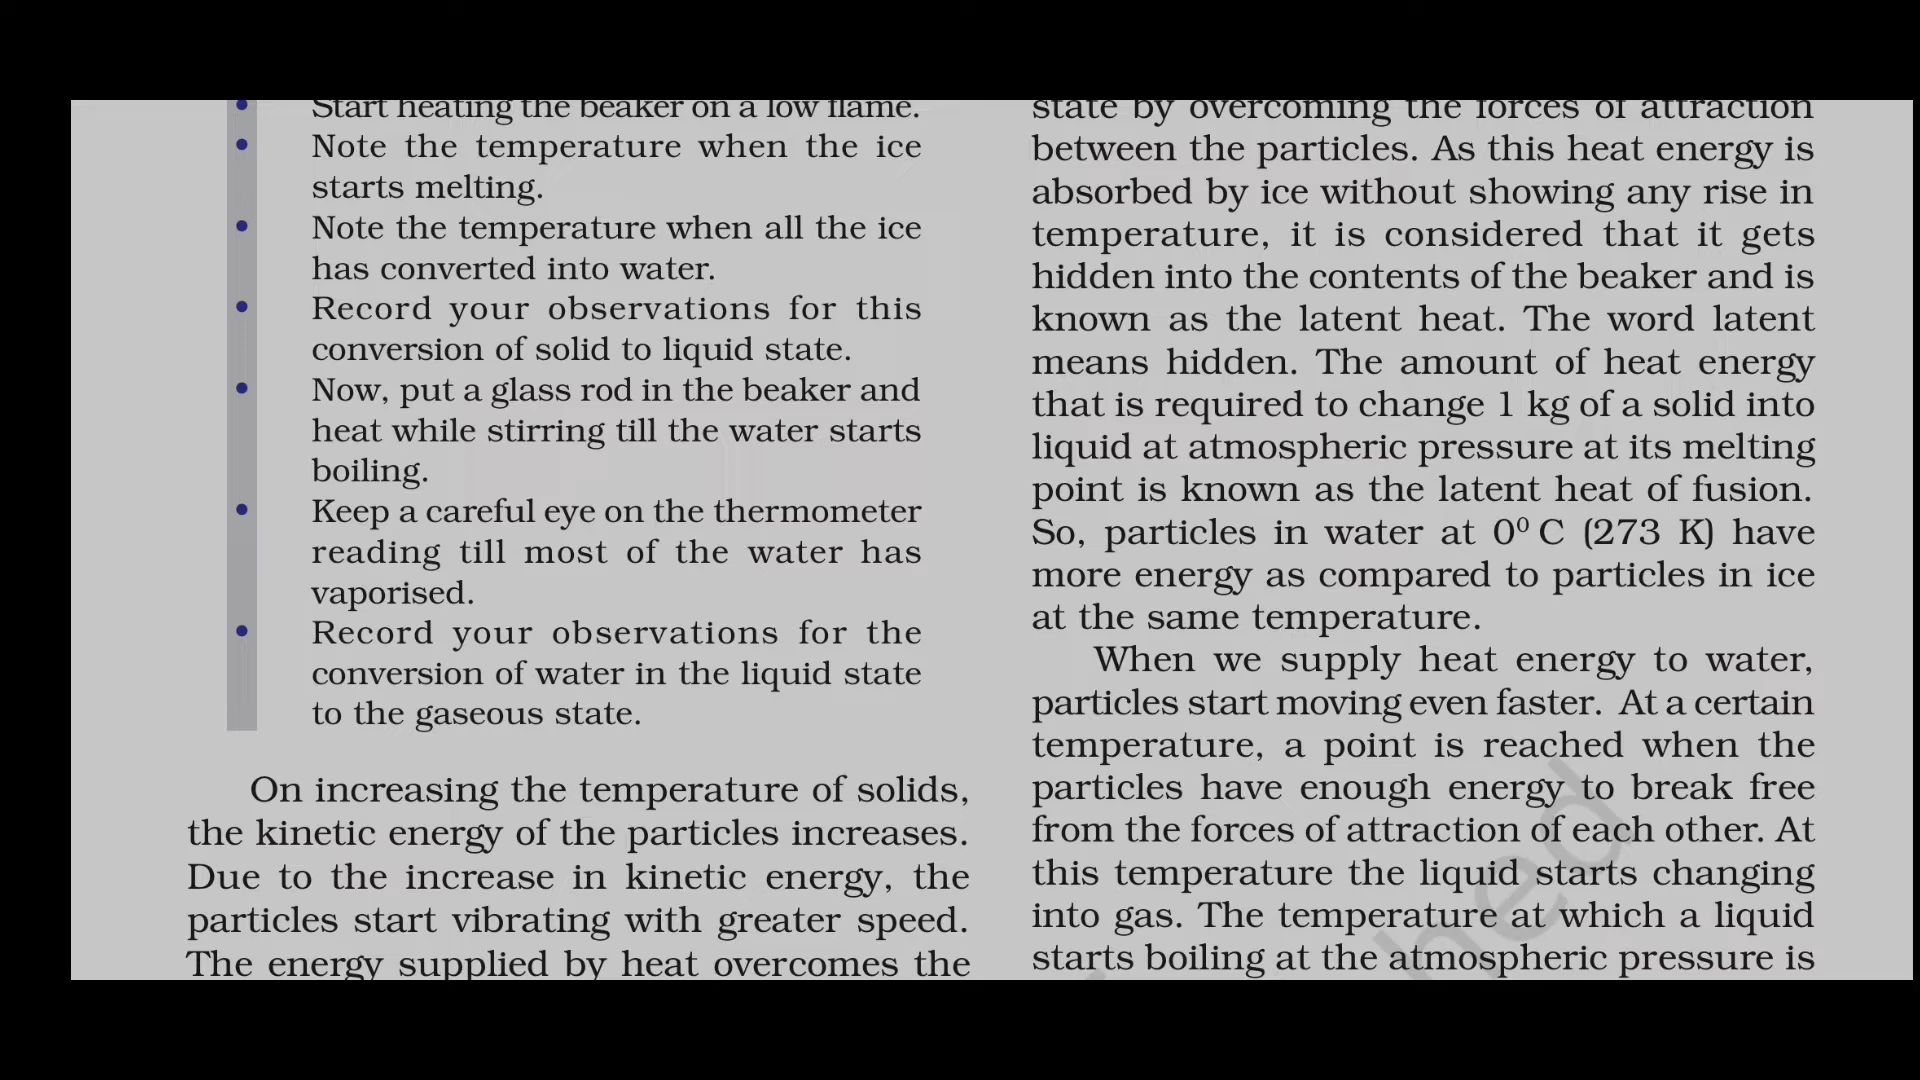 Start heating the beaker on a low flame.
• Note the temperature when the ice
starts melting.
• Note the temperature when all the ice
has converted into water.
• Record your observations for this
conversion of solid to liquid state.
• Now, put a glass rod in the beaker and
heat while stirring till the water starts
boiling.
• Keep a careful eye on the thermometer
reading till most of the water has
vaporised.
• Record your observations for the
conversion of water in the liquid state
to the gaseous state.
On increasing the temperature of solids,
the kinetic energy of the particles increases.
Due to the increase in kinetic energy, the
particles start vibrating with greater speed.
The energy supplied by heat overcomes the
state by overcoming the forces of attraction
between the particles. As this heat energy is
absorbed by ice without showing any rise in
temperature, it is considered that it gets
hidden into the contents of the beaker and is
known as the latent heat. The word latent
means hidden. The amount of heat energy
that is required to change 1 kg of a solid into
liquid at atmospheric pressure at its melting
point is known as the latent heat of fusion.
So, particles in water at 0⁰ C (273 K) have
more energy as compared to particles in ice
at the same temperature.
When we supply heat energy to water,
particles start moving even faster. At a certain
temperature, a point is reached when the
particles have enough energy to break free
from the forces of attraction of each other. At
this temperature the liquid starts changing
into gas. The temperature at which a liquid
starts boiling at the atmospheric pressure is